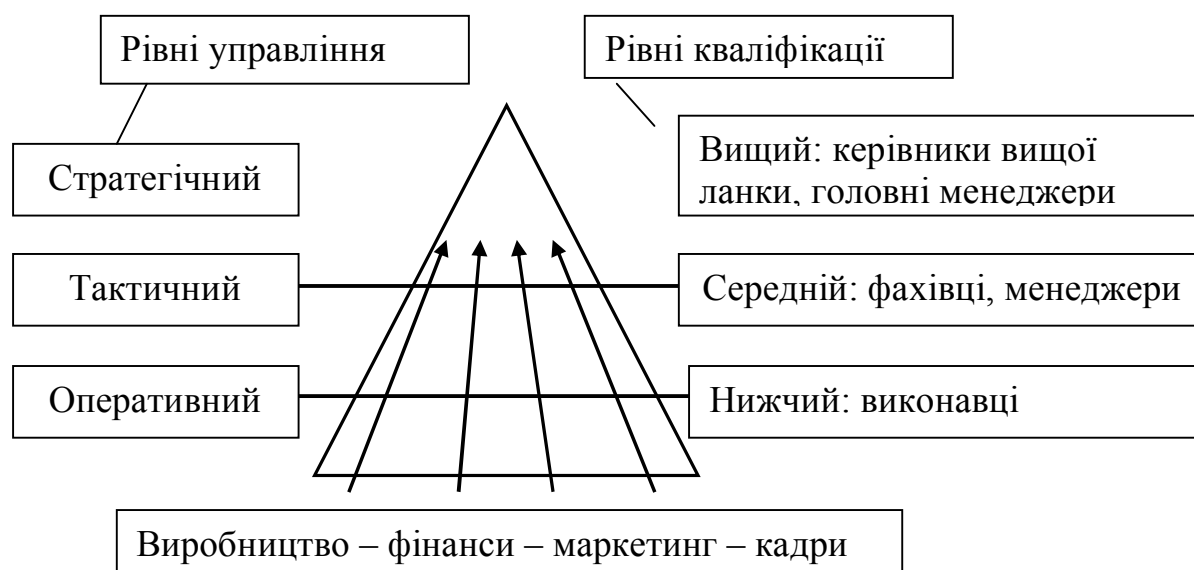 Рівні управління
Рівні кваліфікації
Стратегічний
Вищий: керівники вищої
ланки, головні менеджери
Тактичний
Середній: фахівці, менеджери
Оперативний
Нижчий: виконавці
Виробництво – фінанси – маркетинг – кадри